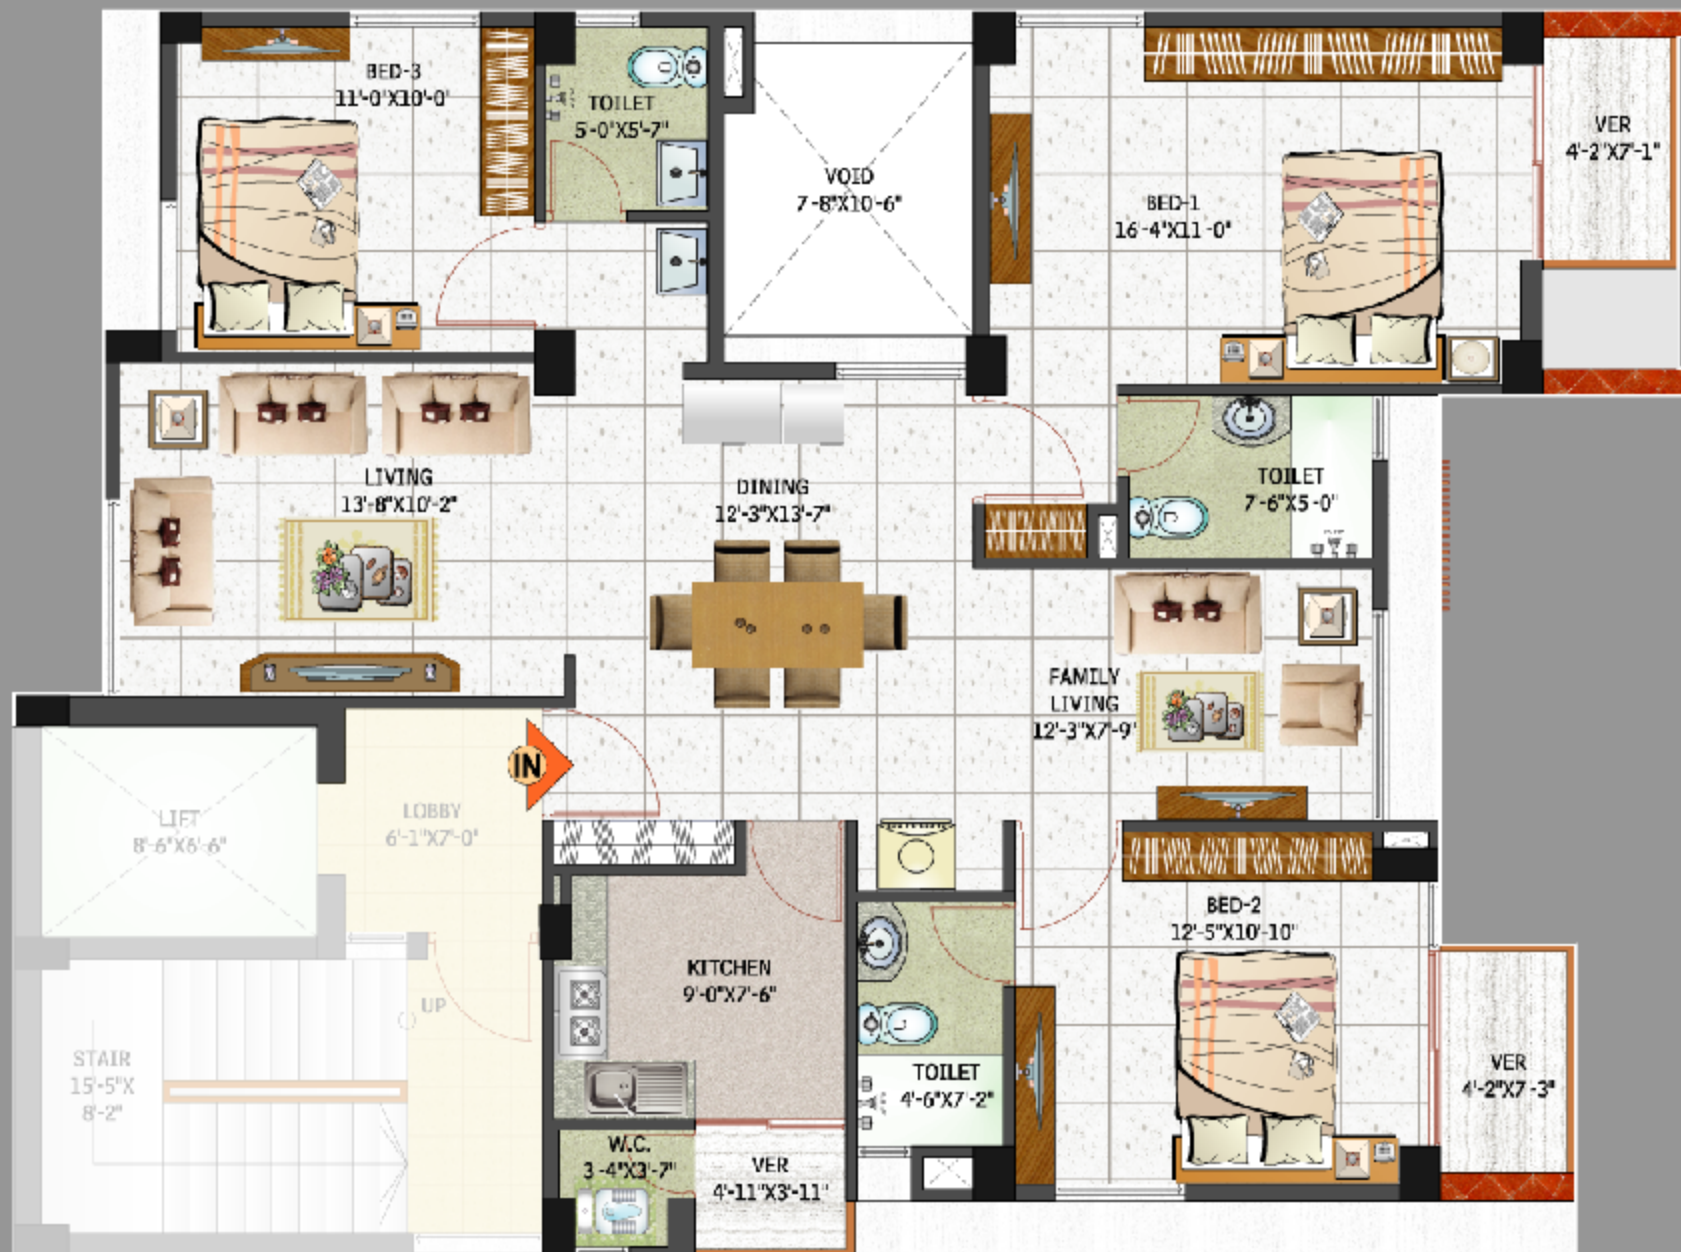 BED-3
11'-0"X10'-0"
TOILET
5'-0"X5'-7"
VOID
7'-8"X10'-6"
BED-1
16'-4"X11'-0"
VER
4'-2"X7'-1"
LIVING
13'-8"X10'-2"
DINING
12'-3"X13'-7"
TOILET
7'-6"X5'-0"
FAMILY
LIVING
12'-3"X7'-9"
IN
LIFT
8'-6"X6'-6"
LOBBY
6'-1"X7'-0"
BED-2
12'-5"X10'-10"
KITCHEN
9'-0"X7'-6"
UP
STAIR
15'-5"X
8'-2"
TOILET
4'-6"X7'-2"
VER
4'-2"X7'-3"
W.C.
3'-4"X3'-7"
VER
4'-11"X3'-11"